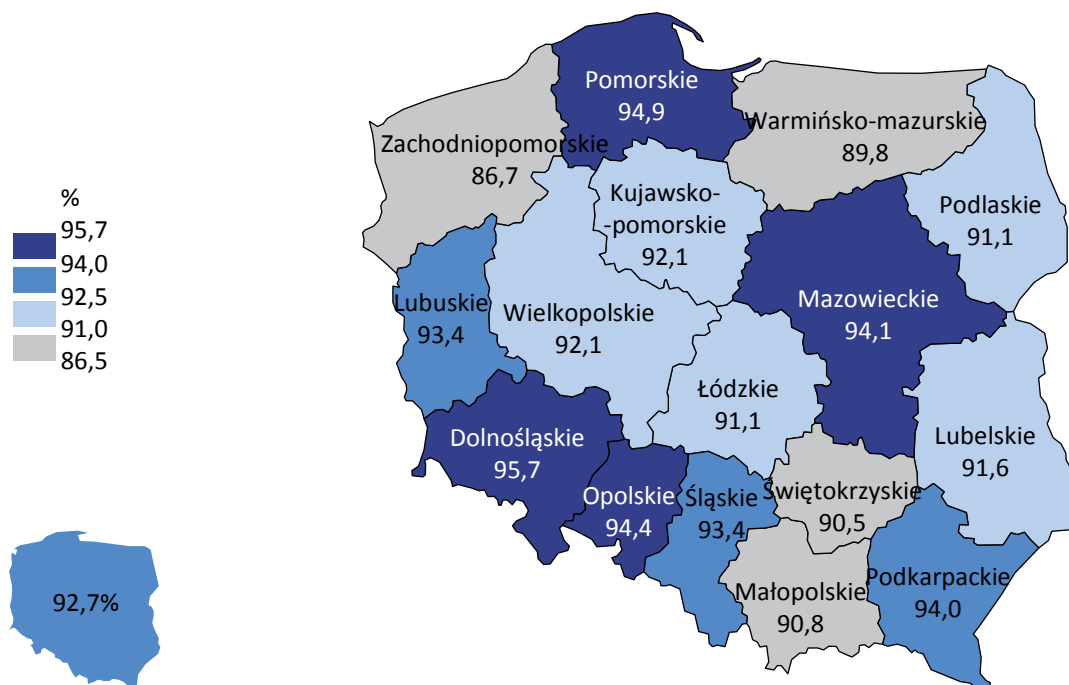 Pomorskie
94,9
Warmińsko-mazurskie
89,8
Zachodniopomorskie
86,7
Kujawsko-
-pomorskie
92,1
Podlaskie
91,1
%
95,7
94,0
92,5
91,0
86,5
Lubuskie
93,4
Wielkopolskie
92,1
Mazowieckie
94,1
Łódzkie
91,1
Dolnośląskie
95,7
Lubelskie
91,6
Opolskie
94,4
Śląskie
93,4
Świętokrzyskie
90,5
Małopolskie
90,8
Podkarpackie
94,0
92,7%